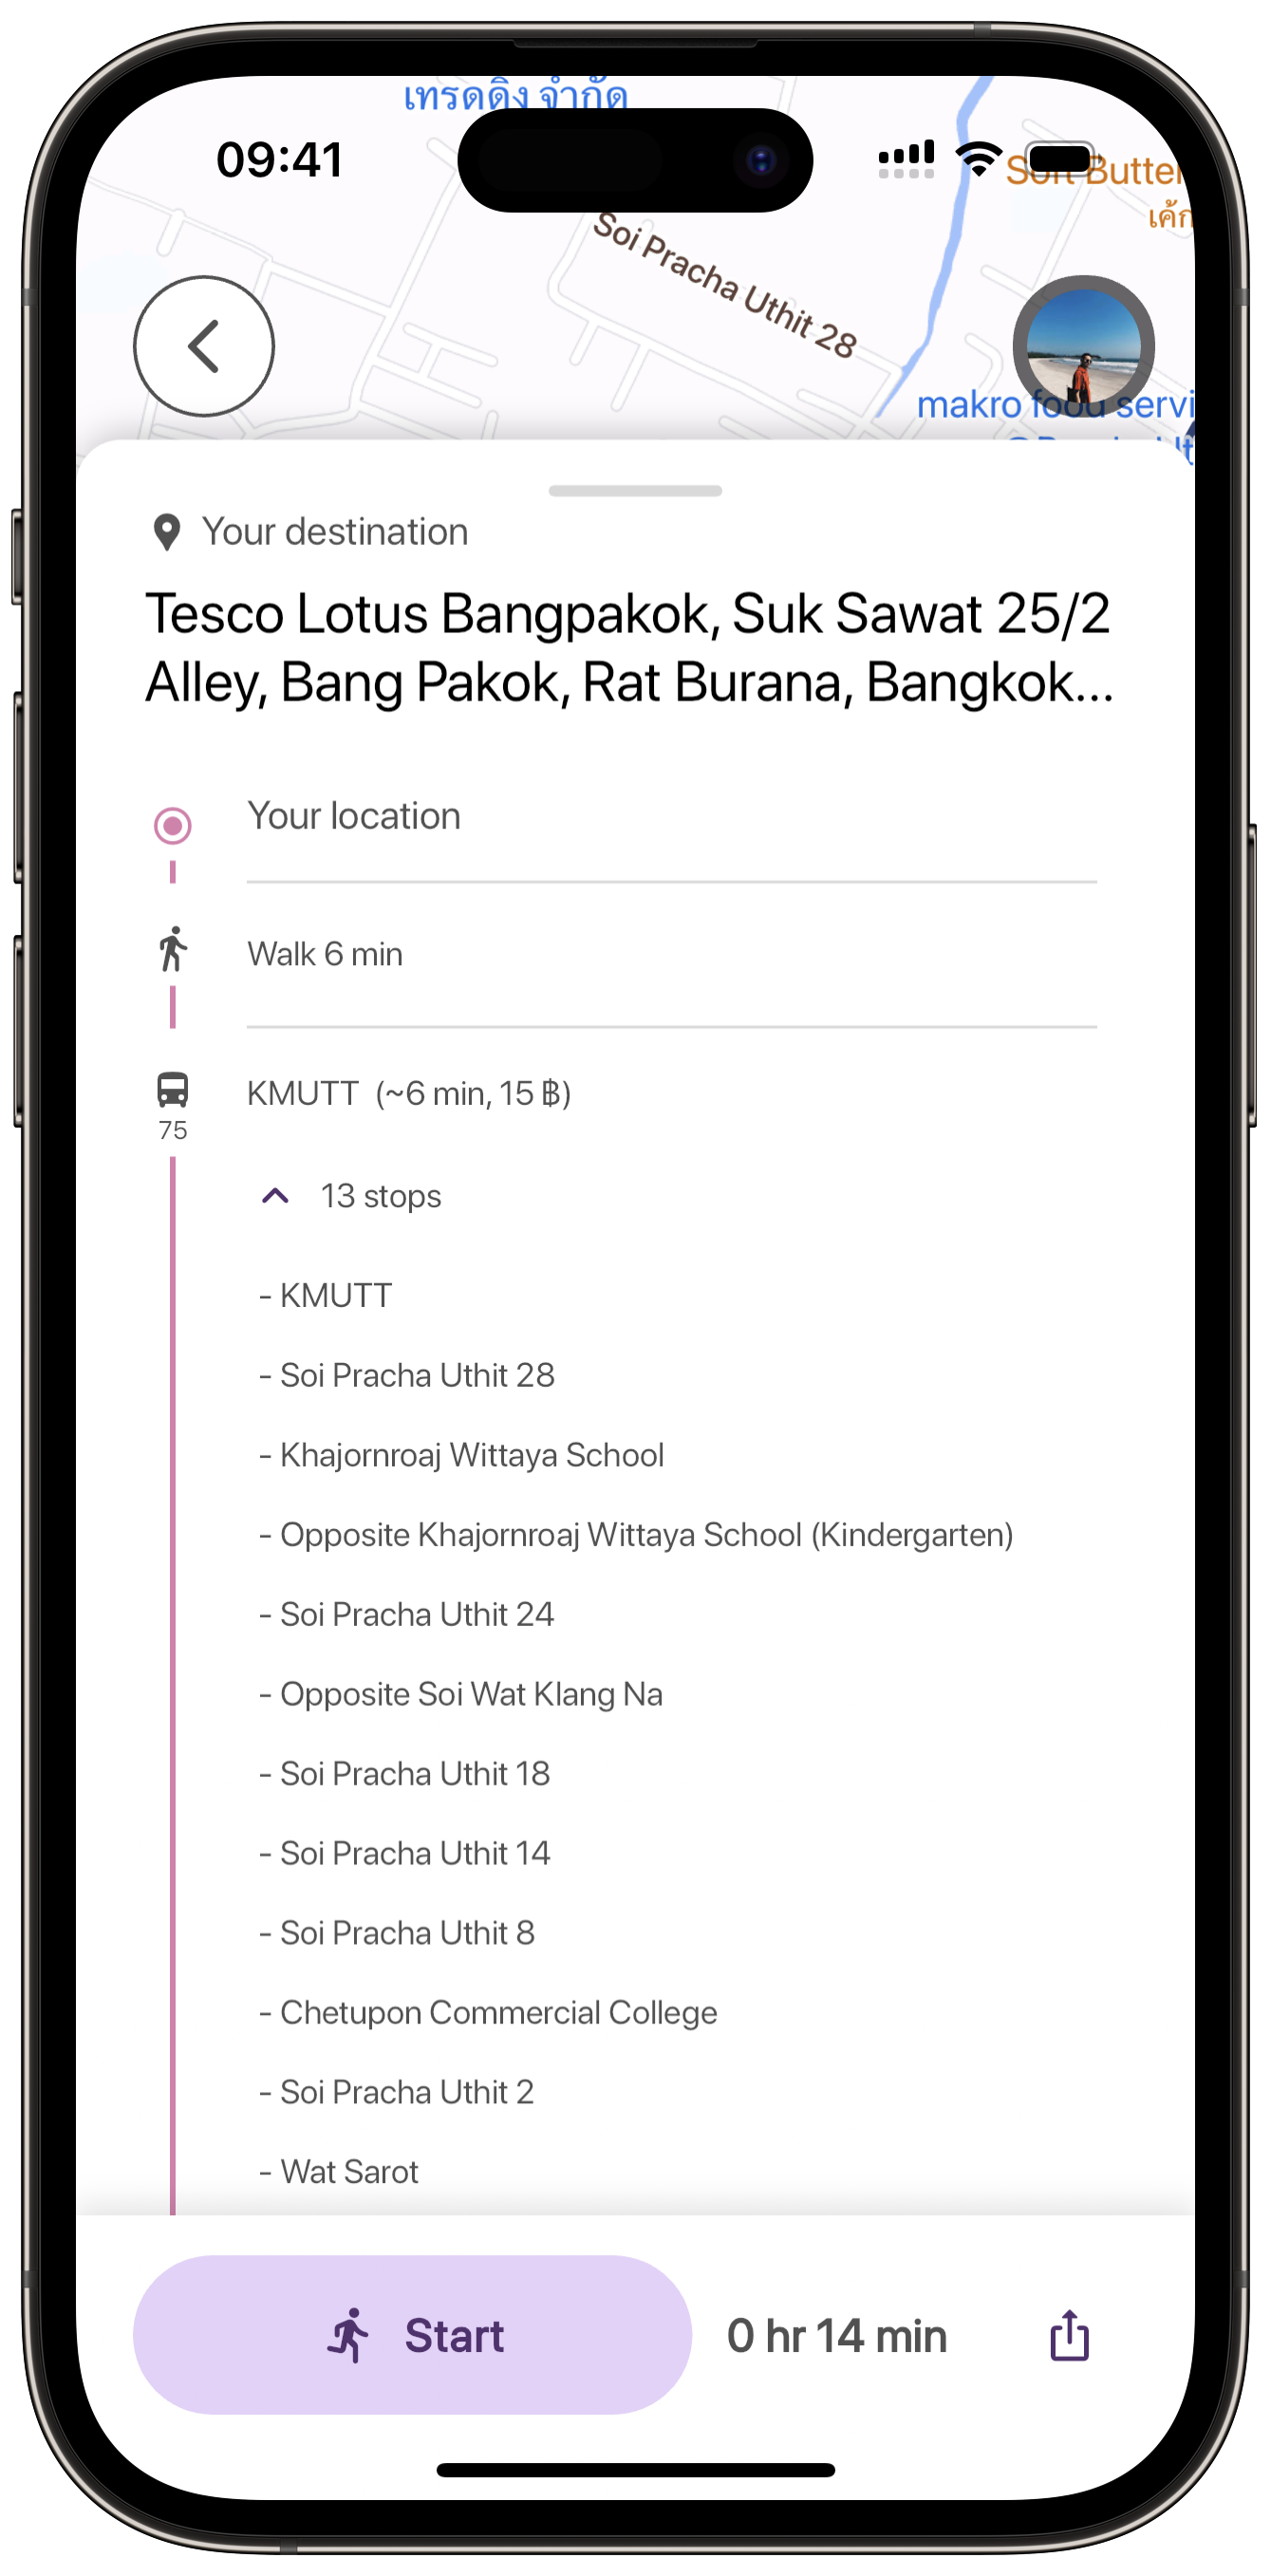 เทรดดิ้ง จำกัด
09:41
Soft Butter
เค้ก
Soi Pracha Uthit 28
makro food servi
Your destination
Tesco Lotus Bangpakok, Suk Sawat 25/2
Alley, Bang Pakok, Rat Burana, Bangkok...
Your location
Walk 6 min
KMUTT (~6 min, 15 ฿)
75
13 stops
- KMUTT
- Soi Pracha Uthit 28
- Khajornroaj Wittaya School
- Opposite Khajornroaj Wittaya School (Kindergarten)
- Soi Pracha Uthit 24
- Opposite Soi Wat Klang Na
- Soi Pracha Uthit 18
- Soi Pracha Uthit 14
- Soi Pracha Uthit 8
- Chetupon Commercial College
- Soi Pracha Uthit 2
- Wat Sarot
Start
0 hr 14 min